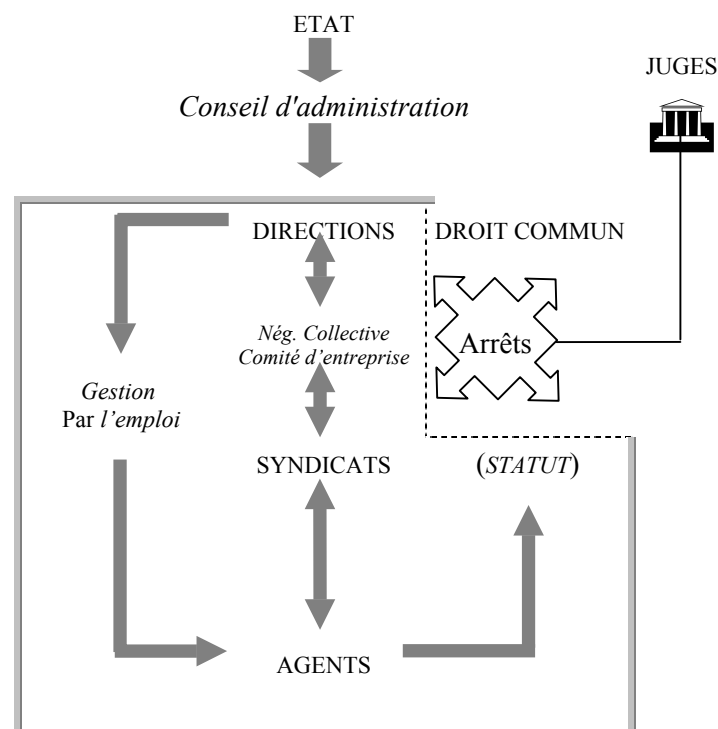 ETAT
JUGES
Conseil d'administration
DIRECTIONS
DROIT COMMUN
Nég. Collective
Comité d’entreprise
Arrêts
Gestion
Par l’emploi
SYNDICATS
(STATUT)
AGENTS